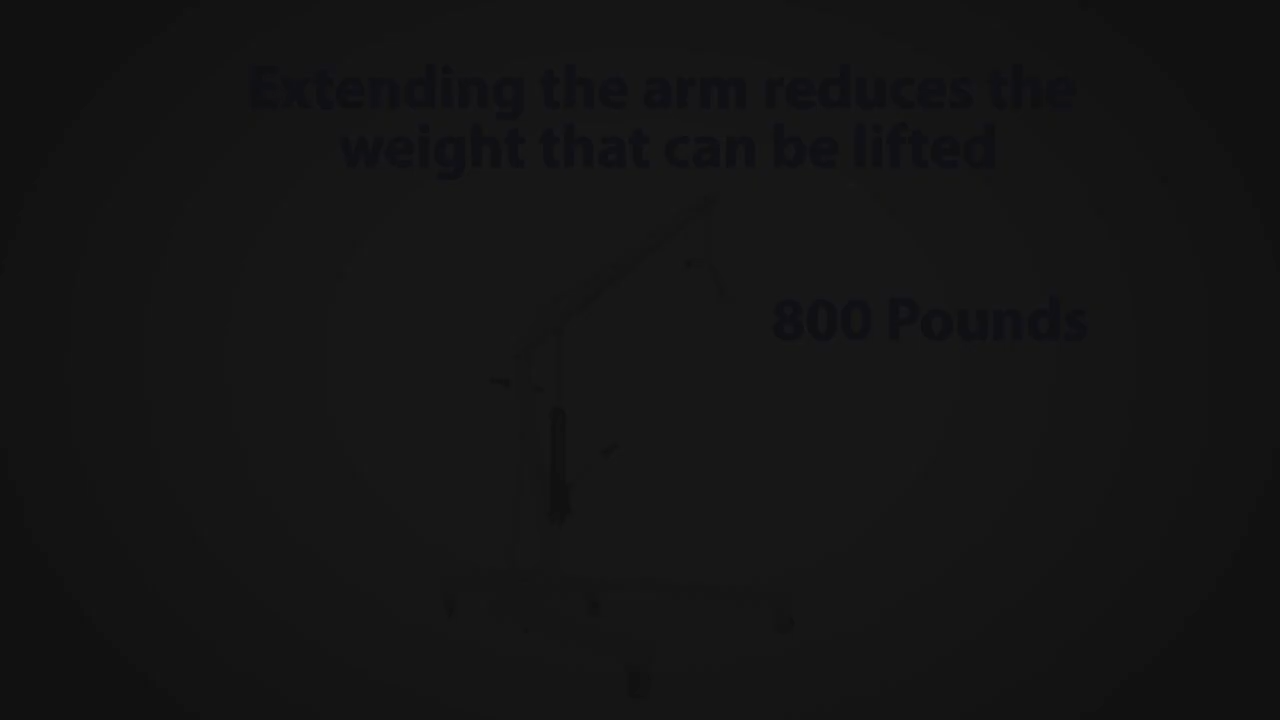 Extending the arm reduces the
weight that can be lifted
800 Pounds